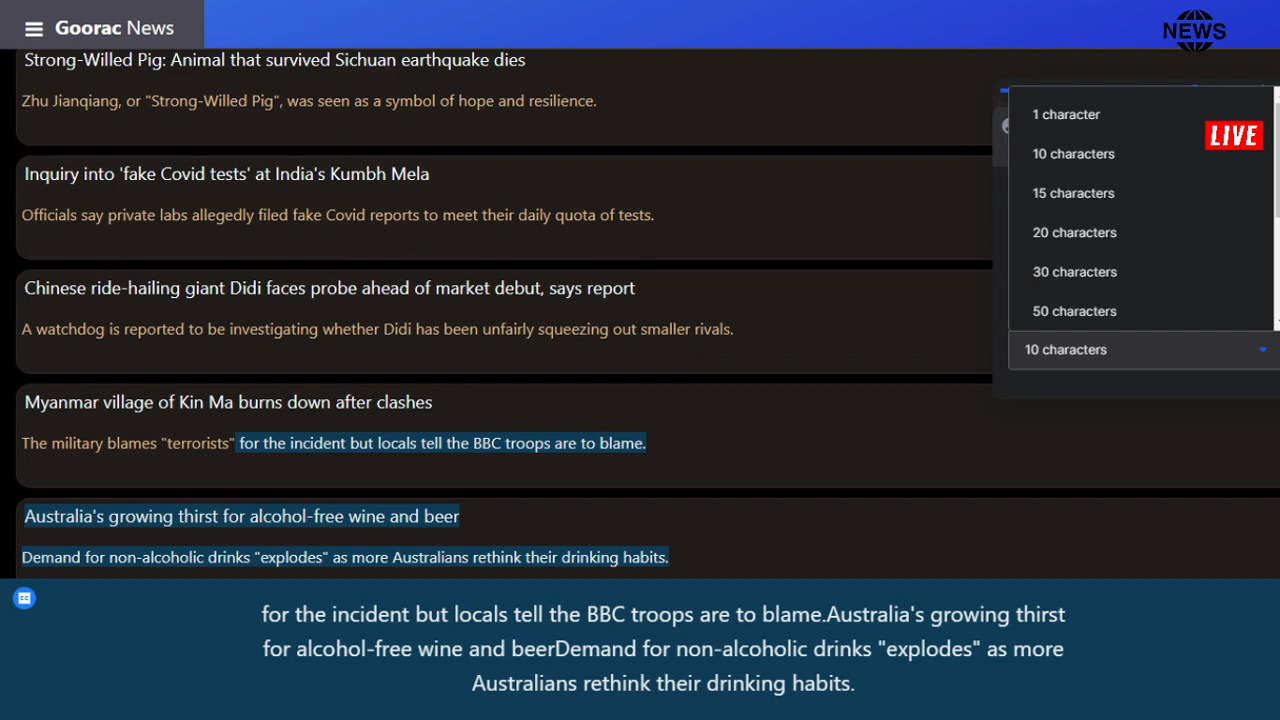 Goorac News
NEWS
Strong-Willed Pig: Animal that survived Sichuan earthquake dies
Zhu Jianqiang, or "Strong-Willed Pig", was seen as a symbol of hope and resilience.
Inquiry into 'fake Covid tests' at India's Kumbh Mela
Officials say private labs allegedly filed fake Covid reports to meet their daily quota of tests.
Chinese ride-hailing giant Didi faces probe ahead of market debut, says report
A watchdog is reported to be investigating whether Didi has been unfairly squeezing out smaller rivals.
Myanmar village of Kin Ma burns down after clashes
The military blames "terrorists" for the incident but locals tell the BBC troops are to blame.
Australia's growing thirst for alcohol-free wine and beer
Demand for non-alcoholic drinks "explodes" as more Australians rethink their drinking habits.
1 character
LIVE
10 characters
15 characters
20 characters
30 characters
50 characters
10 characters
CC
for the incident but locals tell the BBC troops are to blame.Australia's growing thirst
for alcohol-free wine and beerDemand for non-alcoholic drinks "explodes" as more
Australians rethink their drinking habits.